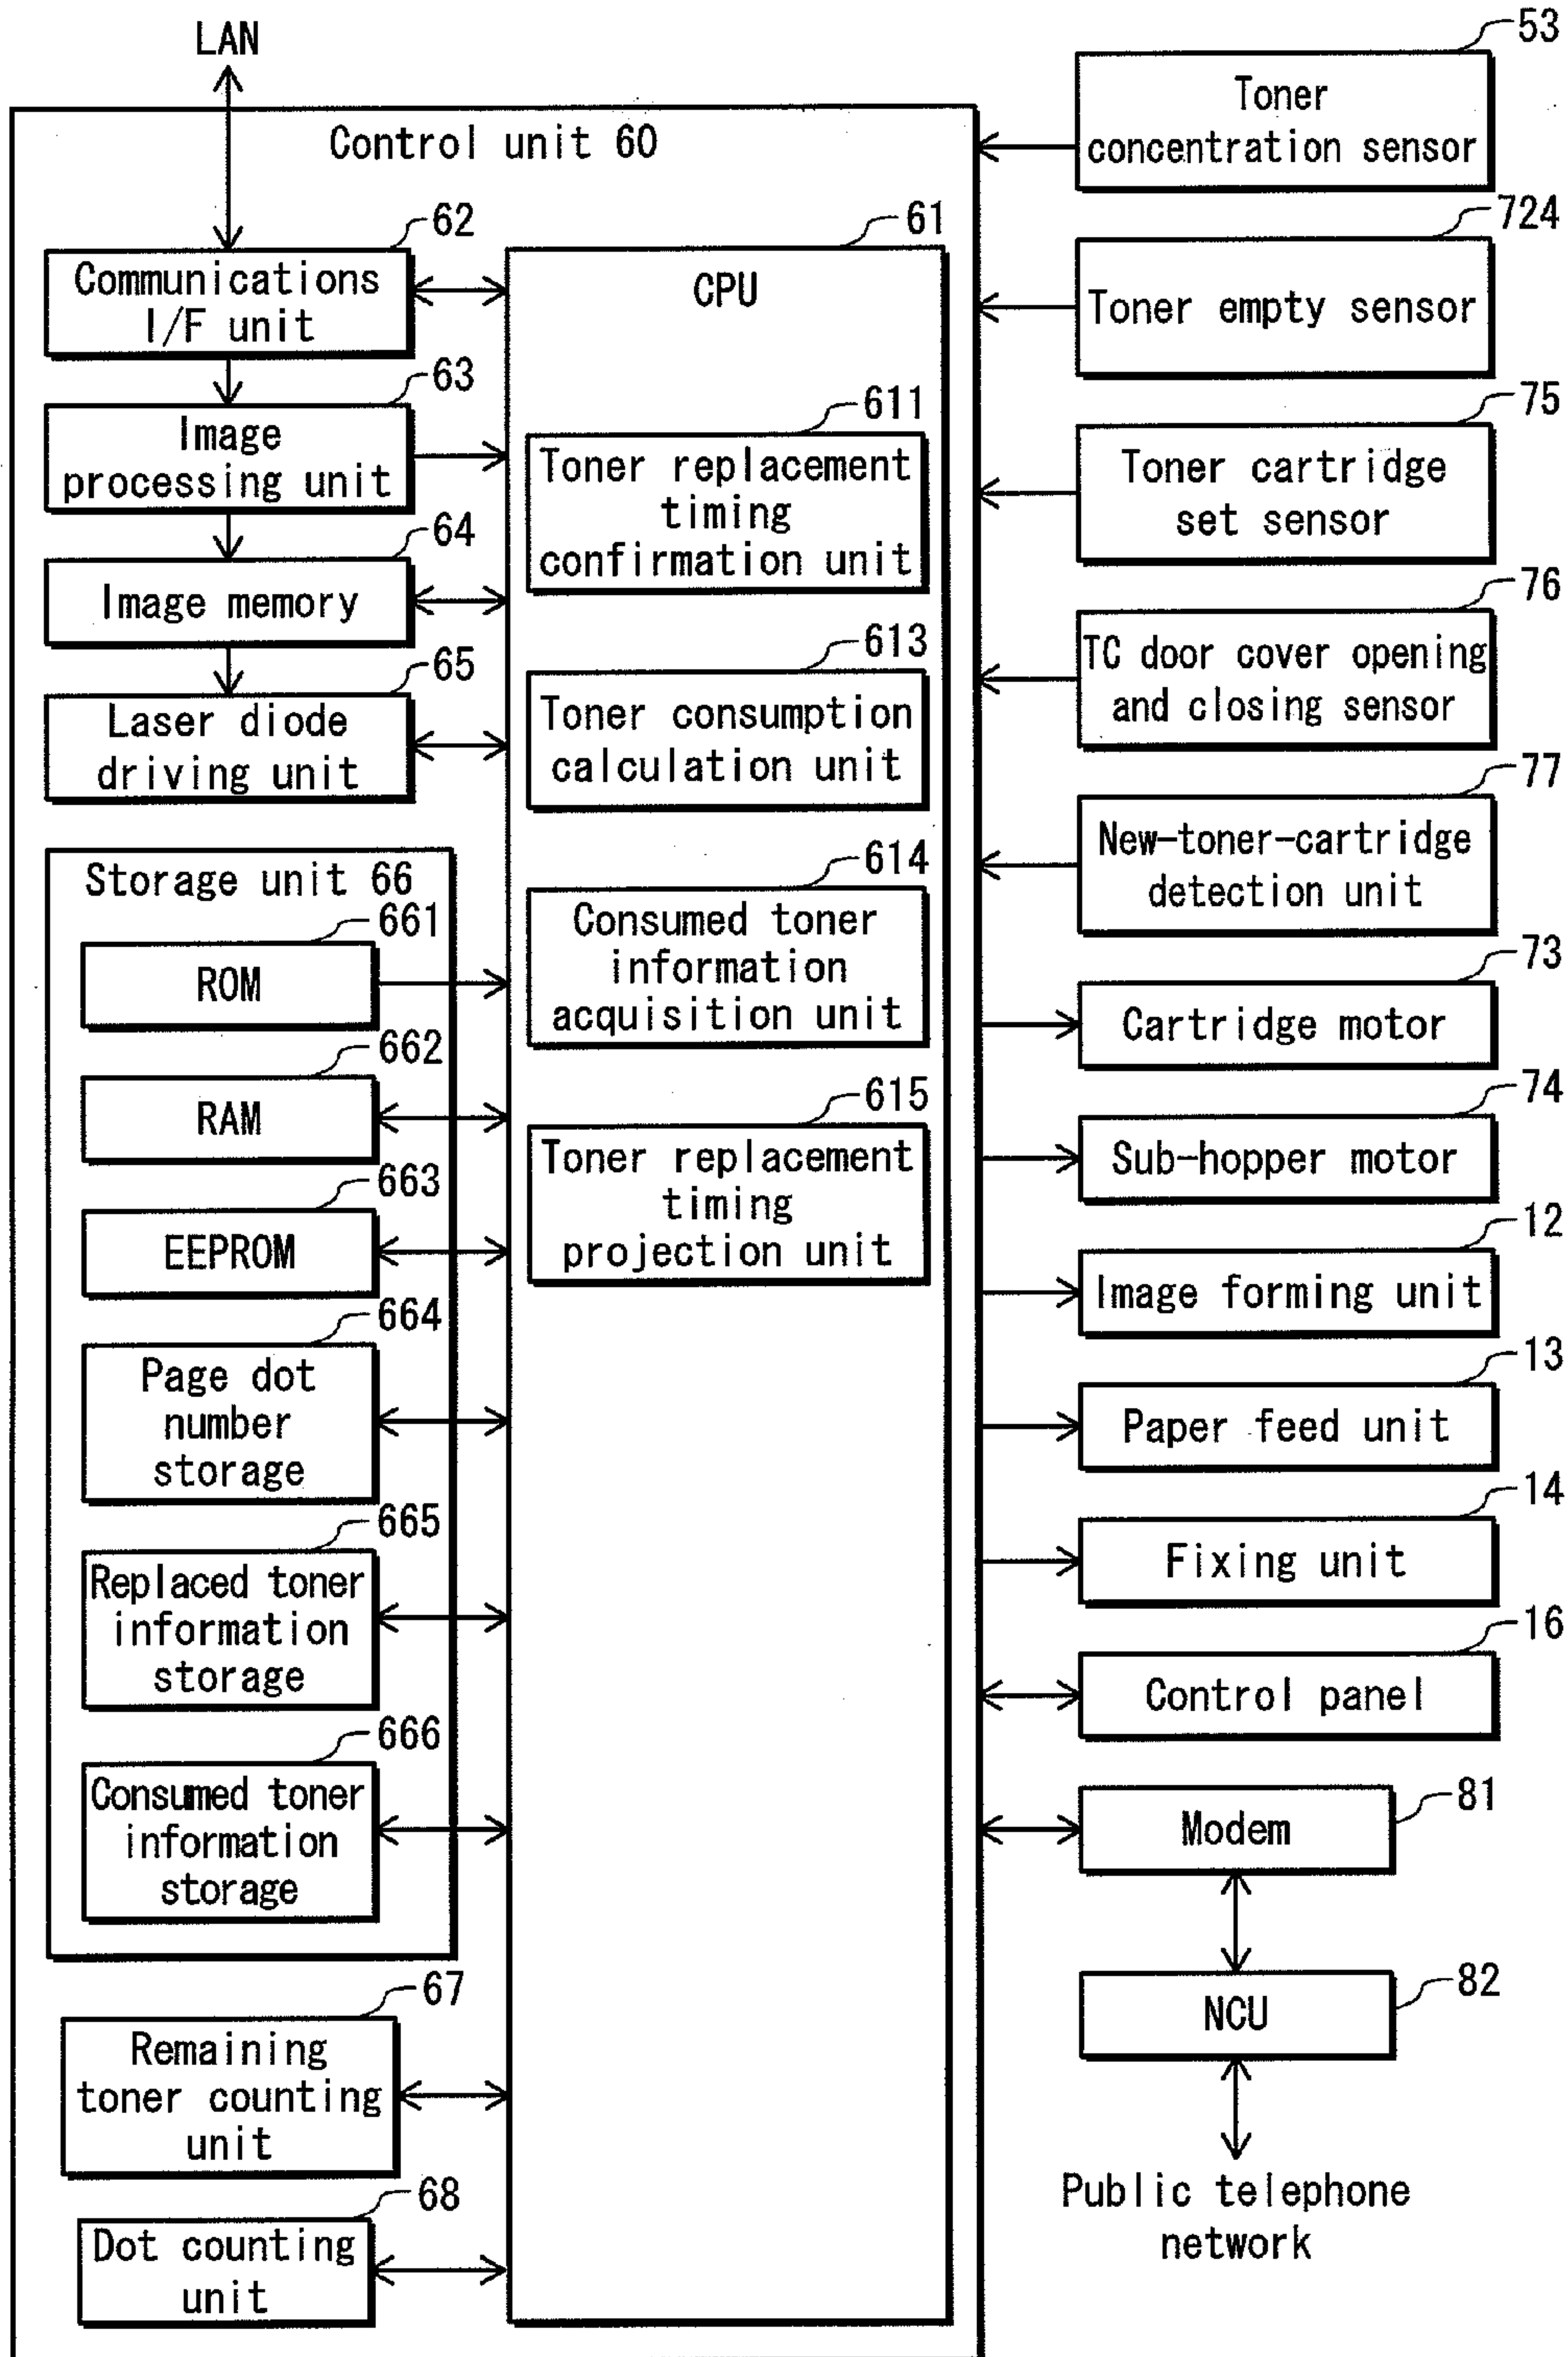 LAN
Control unit 60
62
Communications
I/F unit
63
Image
processing unit
64
Image memory
65
Laser diode
driving unit
Storage unit 66
661
ROM
662
RAM
663
EEPROM
664
Page dot
number
storage
665
Replaced toner
information
storage
666
Consumed toner
information
storage
67
Remaining
toner counting
unit
68
Dot counting
unit
61
CPU
611
Toner replacement
timing
confirmation unit
613
Toner consumption
calculation unit
614
Consumed toner
information
acquisition unit
615
Toner replacement
timing
projection unit
53
Toner
concentration sensor
724
Toner empty sensor
75
Toner cartridge
set sensor
76
TC door cover opening
and closing sensor
77
New-toner-cartridge
detection unit
73
Cartridge motor
74
Sub-hopper motor
12
Image forming unit
13
Paper feed unit
14
Fixing unit
16
Control panel
81
Modem
82
NCU
Public telephone
network